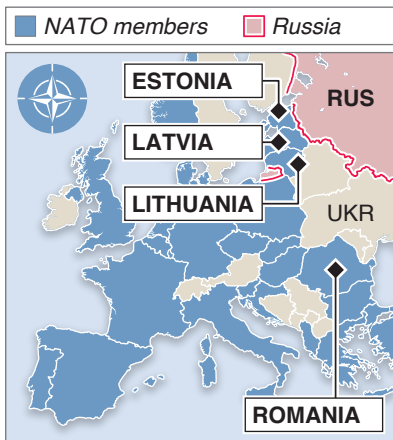 NATO members Russia
ESTONIA
RUS
LATVIA
LITHUANIA
UKR
ROMANIA